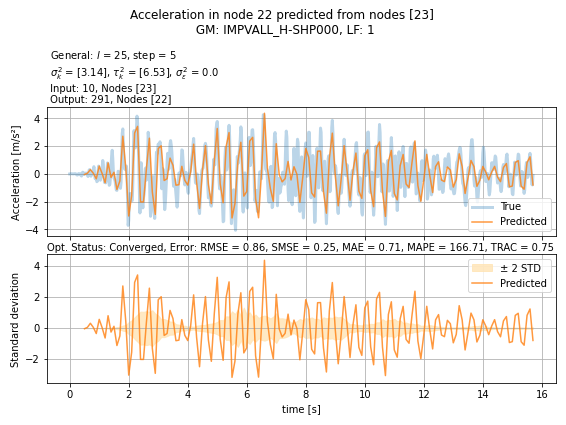 Acceleration in node 22 predicted from nodes [23]
GM: IMPVALL_H-SHP000, LF: 1
General: l = 25, step = 5
σ²ₖ = [3.14], τ²ₖ = [6.53], σ²ε = 0.0
Input: 10, Nodes [23]
Output: 291, Nodes [22]
Acceleration [m/s²]
4
2
0
−2
−4
True
Predicted
Opt. Status: Converged, Error: RMSE = 0.86, SMSE = 0.25, MAE = 0.71, MAPE = 166.71, TRAC = 0.75
Standard deviation
4
2
0
−2
± 2 STD
Predicted
0 2 4 6 8 10 12 14 16
time [s]